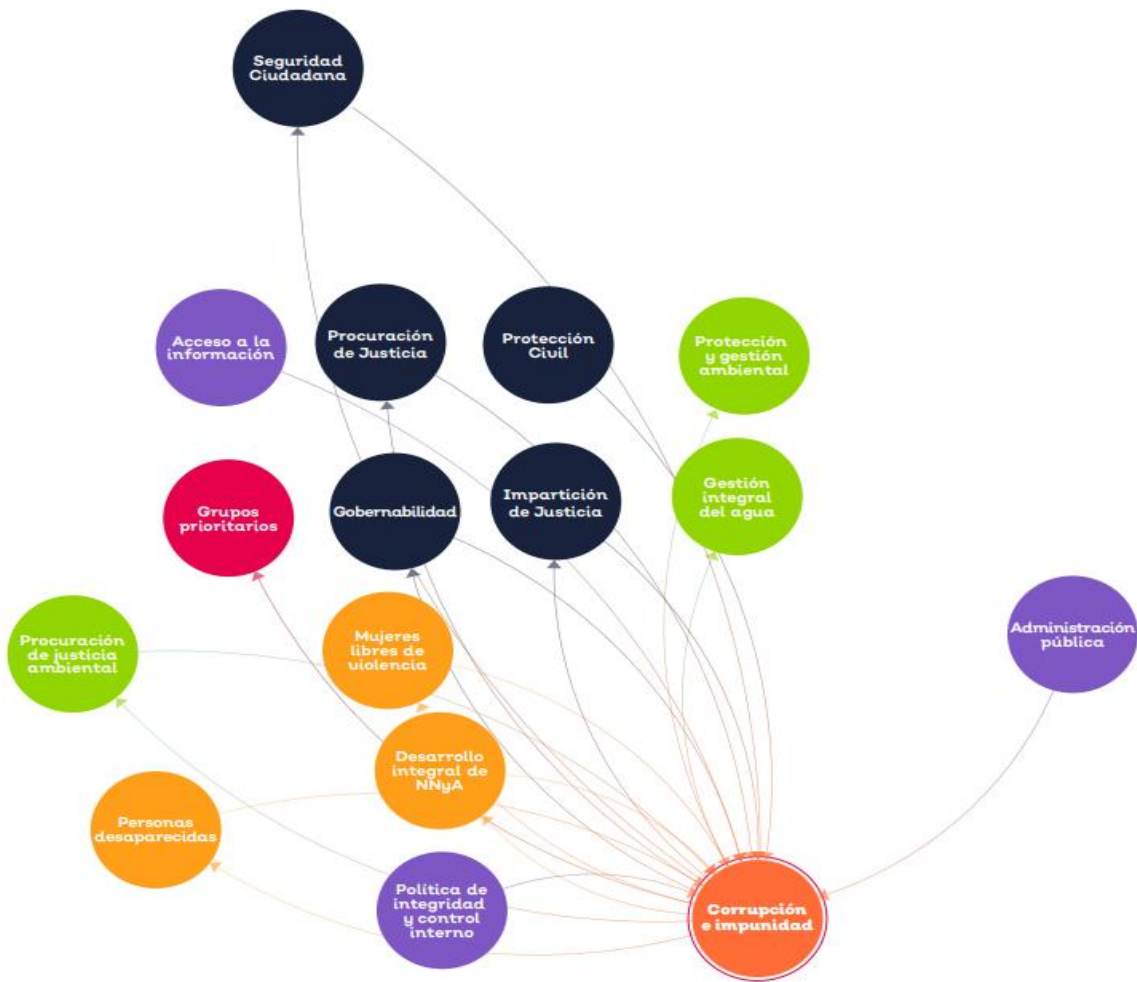 Seguridad
Ciudadana
Acceso a la
información
Procuración
de Justicia
Protección
Civil
Protección
y gestión
ambiental
Grupos
prioritarios
Gobernabilidad
Impartición
de Justicia
Gestión
integral
del agua
Procuración
de justicia
ambiental
Mujeres
libres de
violencia
Administración
pública
Desarrollo
integral de
NNyA
Personas
desaparecidas
Política de
integridad
y control
interno
Corrupción
e impunidad